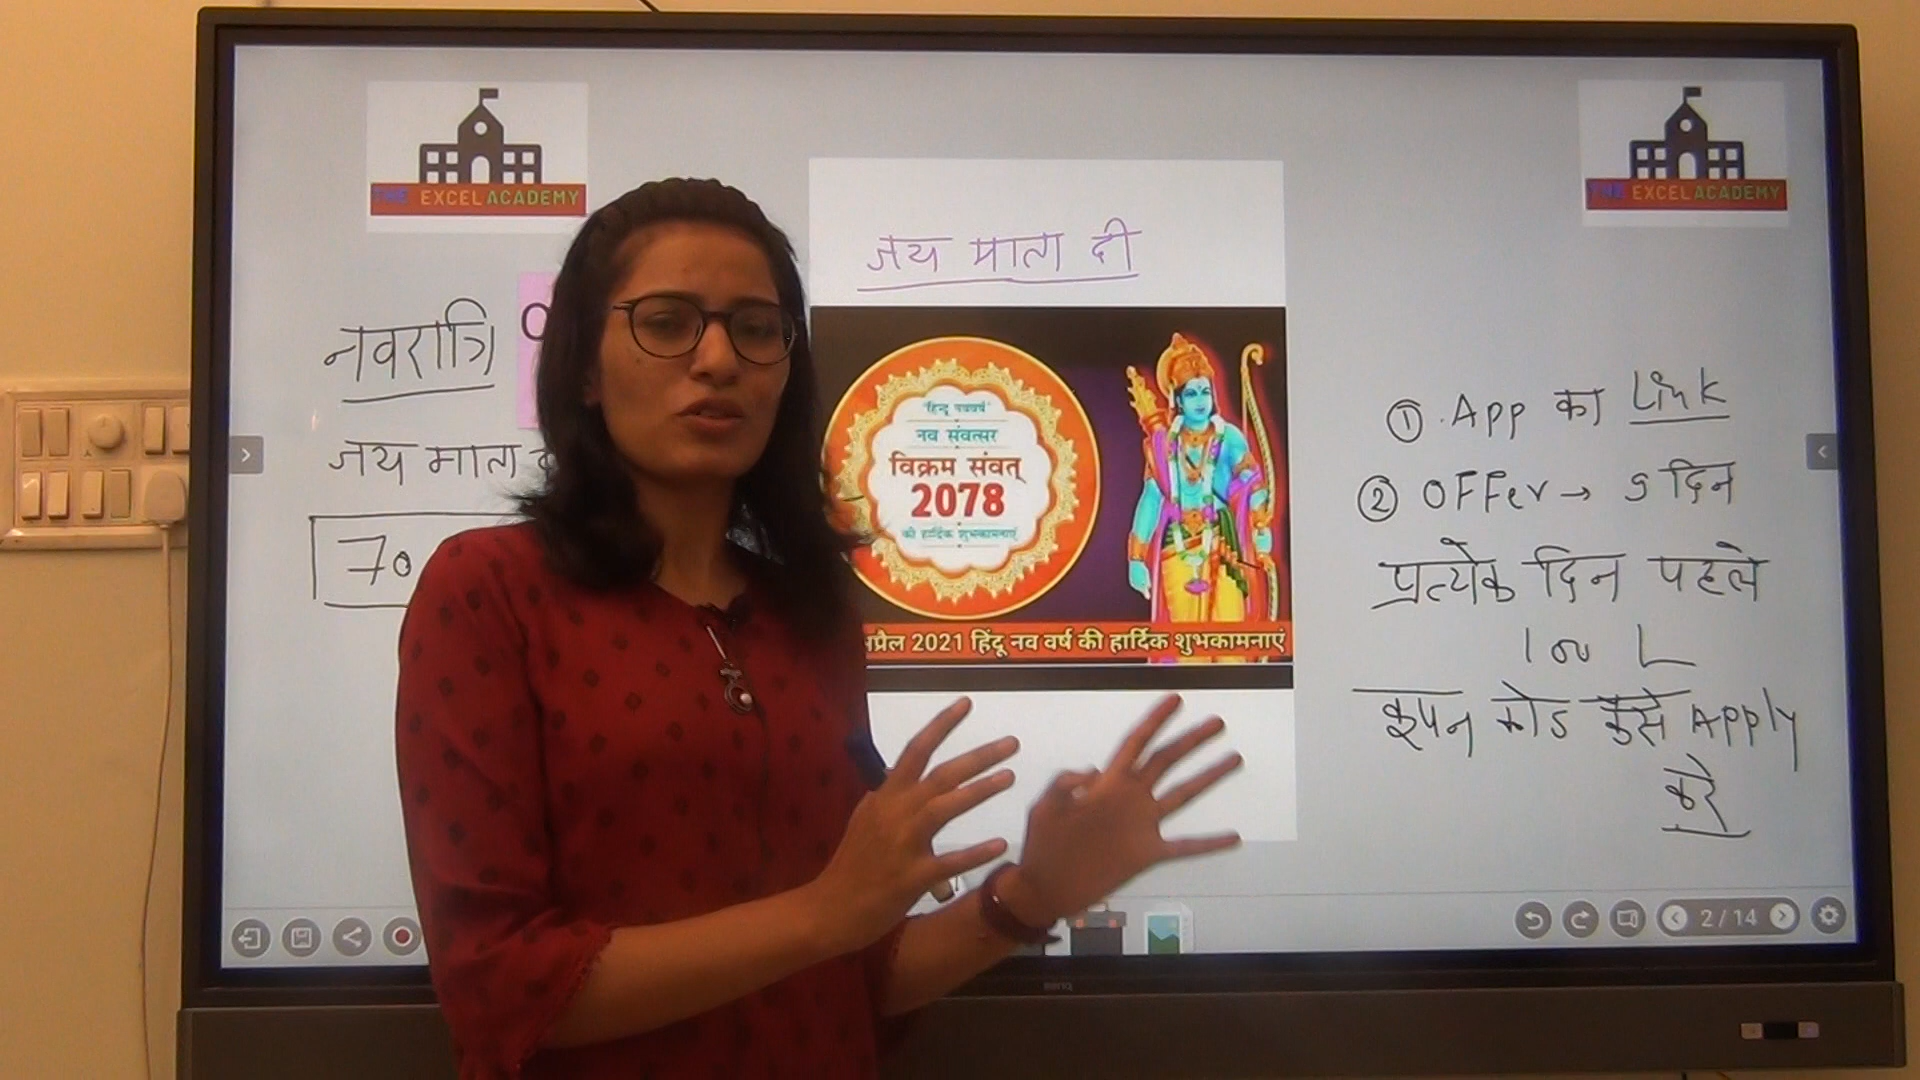 THE EXCEL ACADEMY
THE EXCEL ACADEMY
जय माता दी
नवरात्रि
जय माता
70
"हिन्दू नववर्ष"
नव संवत्सर
विक्रम संवत्
2078
की हार्दिक शुभकामनाएं
2021 हिंदू नव वर्ष की हार्दिक शुभकामनाएं
① App का Link
② OFFer → 5 दिन
प्रत्येक दिन पहले
100 L
कूपन कोड कैसे Apply
करे
2 / 14
BenQ